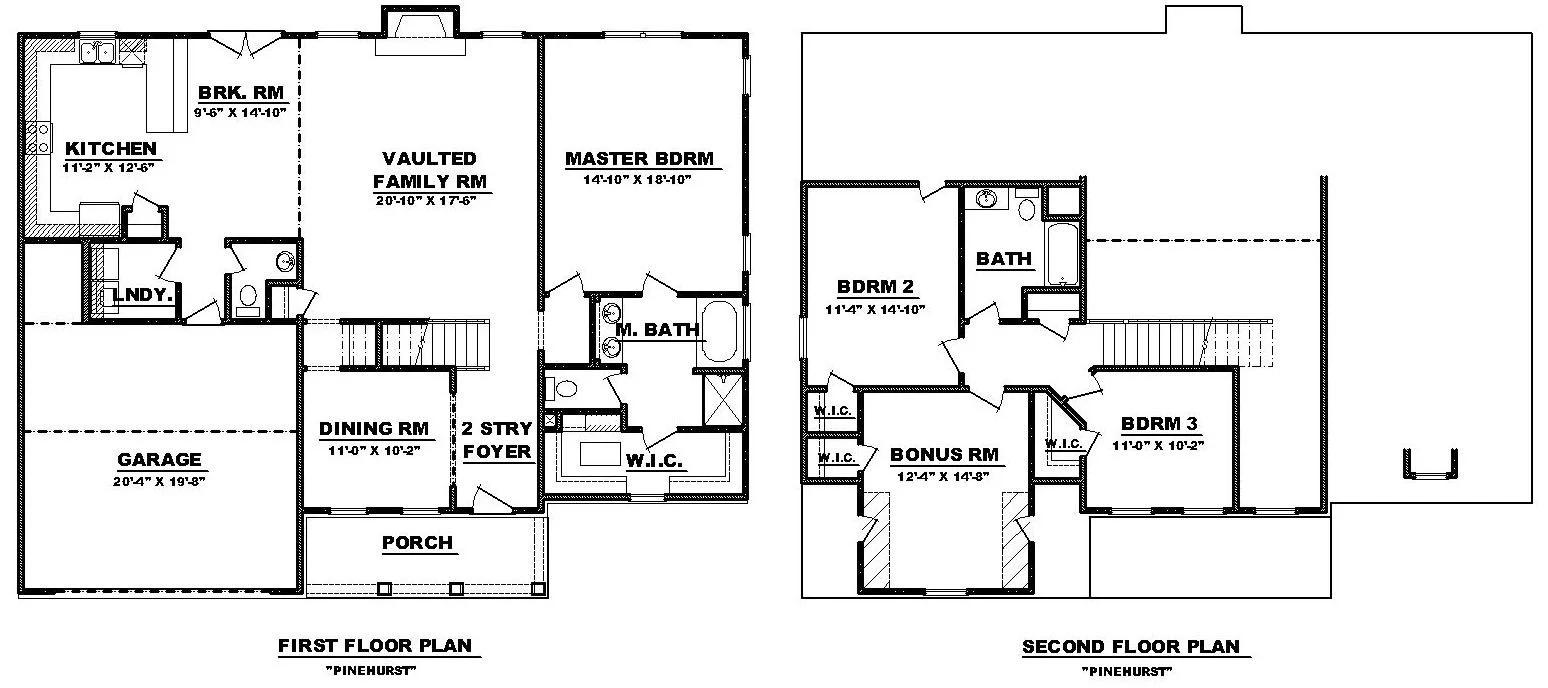 BRK. RM
9'-6" X 14'-10"
KITCHEN
11'-2" X 12'-6"
VAULTED
FAMILY RM
20'-10" X 17'-6"
MASTER BDRM
14'-10" X 18'-10"
LNDY.
M. BATH
DINING RM
11'-0" X 10'-2"
2 STRY
FOYER
W.I.C.
GARAGE
20'-4" X 19'-8"
PORCH
FIRST FLOOR PLAN
"PINEHURST"
BATH
BDRM 2
11'-4" X 14'-10"
W.I.C.
W.I.C.
BONUS RM
12'-4" X 14'-8"
W.I.C.
BDRM 3
11'-0" X 10'-2"
SECOND FLOOR PLAN
"PINEHURST"